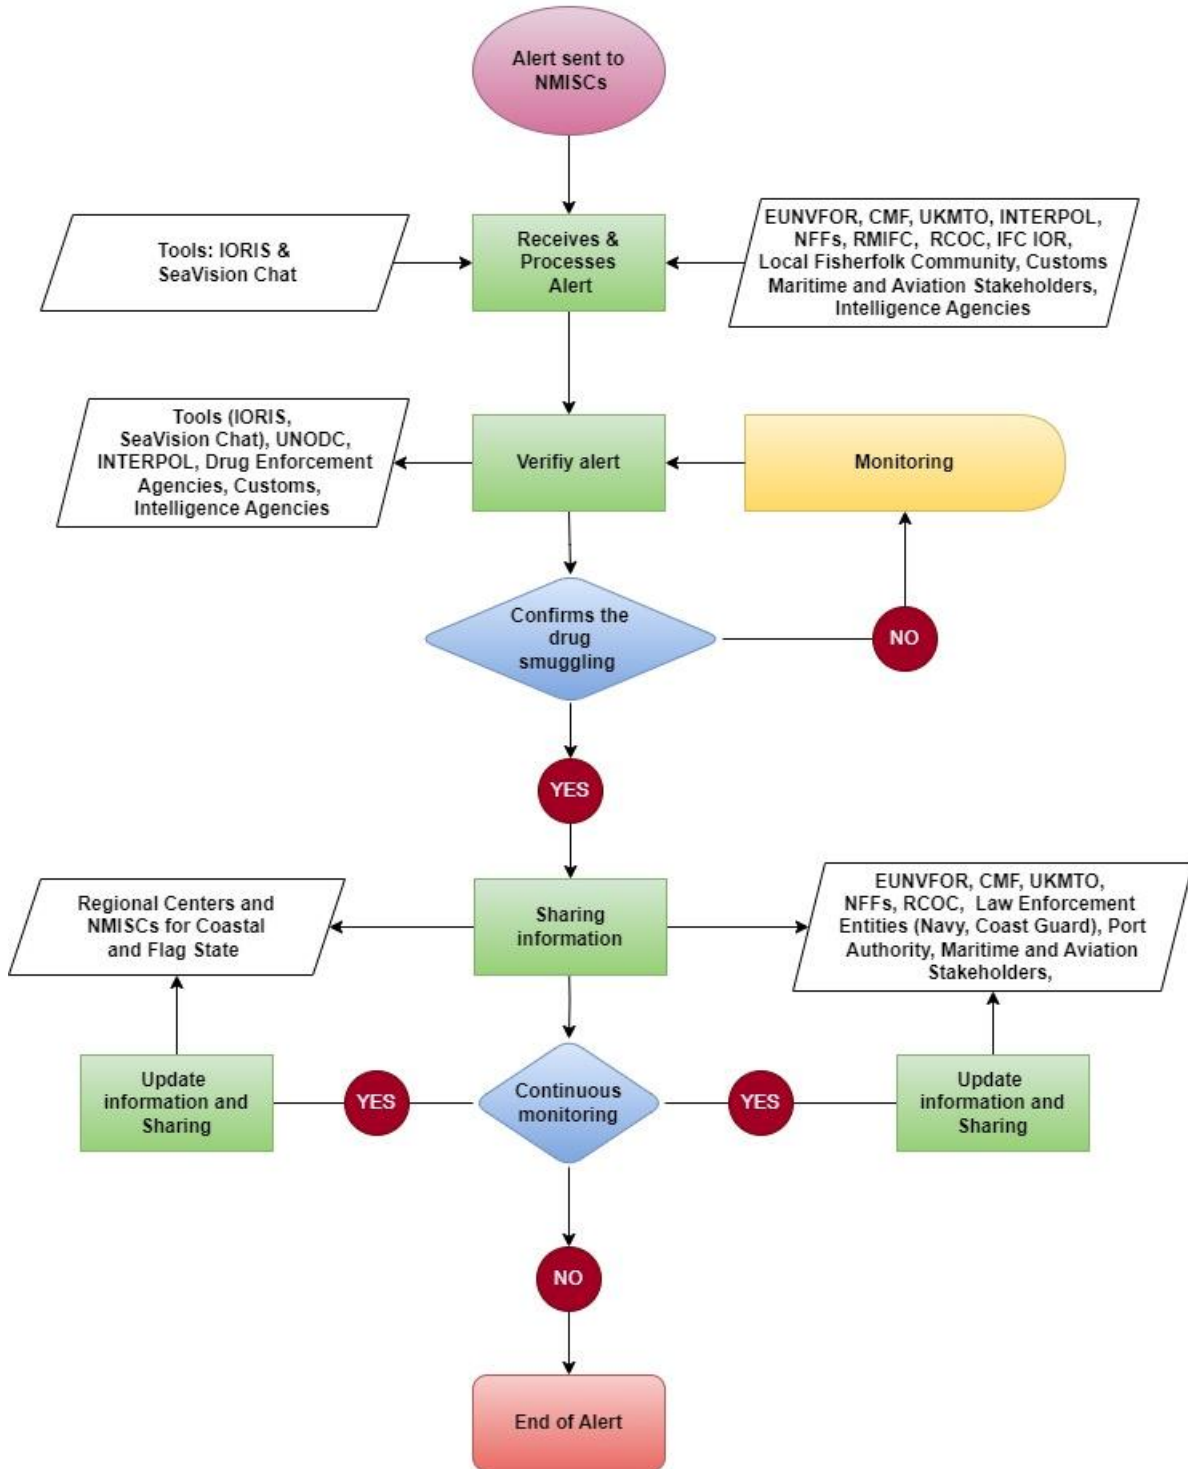 Alert sent to
NMISCs
Tools: IORIS &
SeaVision Chat
Receives &
Processes
Alert
EUNVFOR, CMF, UKMTO, INTERPOL,
NFFs, RMIFC, RCOC, IFC IOR,
Local Fisherfolk Community, Customs
Maritime and Aviation Stakeholders,
Intelligence Agencies
Tools (IORIS,
SeaVision Chat), UNODC,
INTERPOL, Drug Enforcement
Agencies, Customs,
Intelligence Agencies
Verifiy alert
Monitoring
Confirms the
drug
smuggling
NO
YES
Regional Centers and
NMISCs for Coastal
and Flag State
Sharing
information
EUNVFOR, CMF, UKMTO,
NFFs, RCOC, Law Enforcement
Entities (Navy, Coast Guard), Port
Authority, Maritime and Aviation
Stakeholders,
Update
information and
Sharing
YES
Continuous
monitoring
YES
Update
information and
Sharing
NO
End of Alert